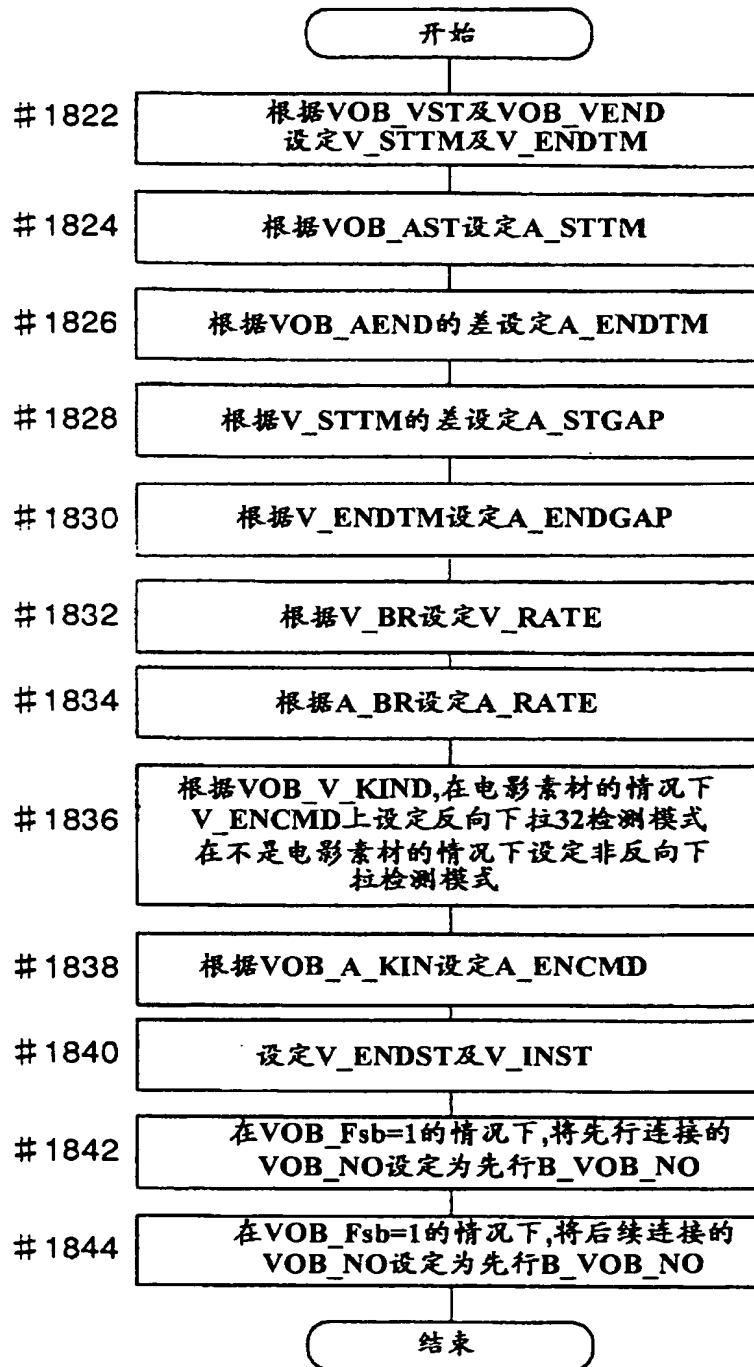 开始
#1822
根据VOB_VST及VOB_VEND
设定V_STTM及V_ENDTM
#1824
根据VOB_AST设定A_STTM
#1826
根据VOB_AEND的差设定A_ENDTM
#1828
根据V_STTM的差设定A_STGAP
#1830
根据V_ENDTM设定A_ENDGAP
#1832
根据V_BR设定V_RATE
#1834
根据A_BR设定A_RATE
#1836
根据VOB_V_KIND,在电影素材的情况下
V_ENCMD上设定反向下拉32检测模式
在不是电影素材的情况下设定非反向下
拉检测模式
#1838
根据VOB_A_KIN设定A_ENCMD
#1840
设定V_ENDST及V_INST
#1842
在VOB_Fsb=1的情况下,将先行连接的
VOB_NO设定为先行B_VOB_NO
#1844
在VOB_Fsb=1的情况下,将后续连接的
VOB_NO设定为先行B_VOB_NO
结束